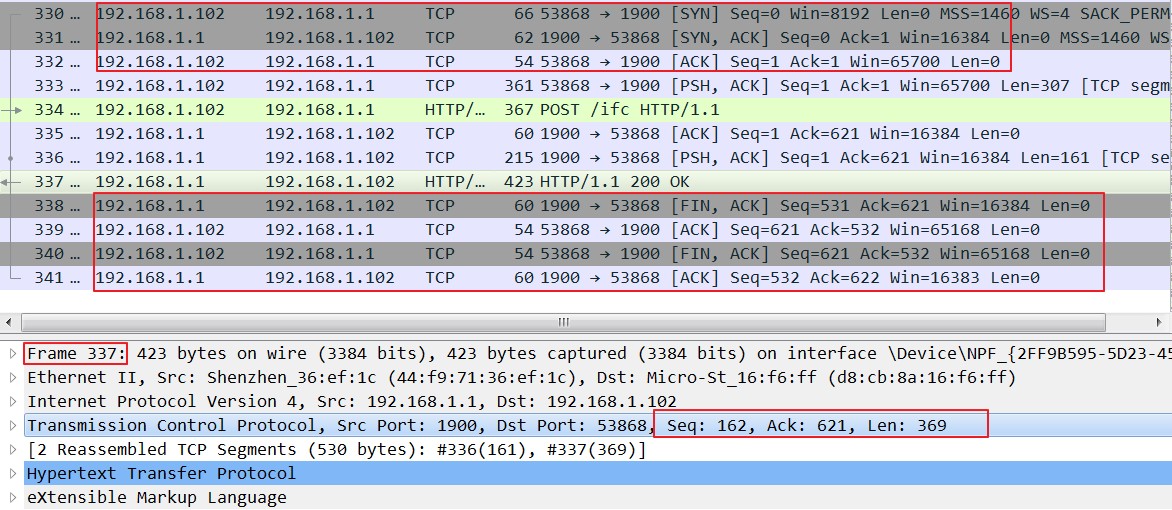 330 ... 192.168.1.102 192.168.1.1 TCP 66 53868 → 1900 [SYN] Seq=0 Win=8192 Len=0 MSS=1460 WS=4 SACK_PERM
331 ... 192.168.1.1 192.168.1.102 TCP 62 1900 → 53868 [SYN, ACK] Seq=0 Ack=1 Win=16384 Len=0 MSS=1460 WS
332 ... 192.168.1.102 192.168.1.1 TCP 54 53868 → 1900 [ACK] Seq=1 Ack=1 Win=65700 Len=0
333 ... 192.168.1.102 192.168.1.1 TCP 361 53868 → 1900 [PSH, ACK] Seq=1 Ack=1 Win=65700 Len=307 [TCP segm
334 ... 192.168.1.102 192.168.1.1 HTTP/... 367 POST /ifc HTTP/1.1
335 ... 192.168.1.1 192.168.1.102 TCP 60 1900 → 53868 [ACK] Seq=1 Ack=621 Win=16384 Len=0
336 ... 192.168.1.1 192.168.1.102 TCP 215 1900 → 53868 [PSH, ACK] Seq=1 Ack=621 Win=16384 Len=161 [TCP se
337 ... 192.168.1.1 192.168.1.102 HTTP/... 423 HTTP/1.1 200 OK
338 ... 192.168.1.1 192.168.1.102 TCP 60 1900 → 53868 [FIN, ACK] Seq=531 Ack=621 Win=16384 Len=0
339 ... 192.168.1.1 192.168.1.102 TCP 54 1900 → 53868 [ACK] Seq=621 Ack=532 Win=65168 Len=0
340 ... 192.168.1.1 192.168.1.102 TCP 54 1900 → 53868 [FIN, ACK] Seq=621 Ack=532 Win=65168 Len=0
341 ... 192.168.1.1 192.168.1.102 TCP 60 1900 → 53868 [ACK] Seq=532 Ack=622 Win=16383 Len=0
Frame 337: 423 bytes on wire (3384 bits), 423 bytes captured (3384 bits) on interface \Device\NPF_{2FF9B595-5D23-45
Ethernet II, Src: Shenzhen_36:ef:1c (44:f9:71:36:ef:1c), Dst: Micro-St_16:f6:ff (d8:cb:8a:16:f6:ff)
Internet Protocol Version 4, Src: 192.168.1.1, Dst: 192.168.1.102
Transmission Control Protocol, Src Port: 1900, Dst Port: 53868, Seq: 162, Ack: 621, Len: 369
[2 Reassembled TCP Segments (530 bytes): #336(161), #337(369)]
Hypertext Transfer Protocol
eXtensible Markup Language